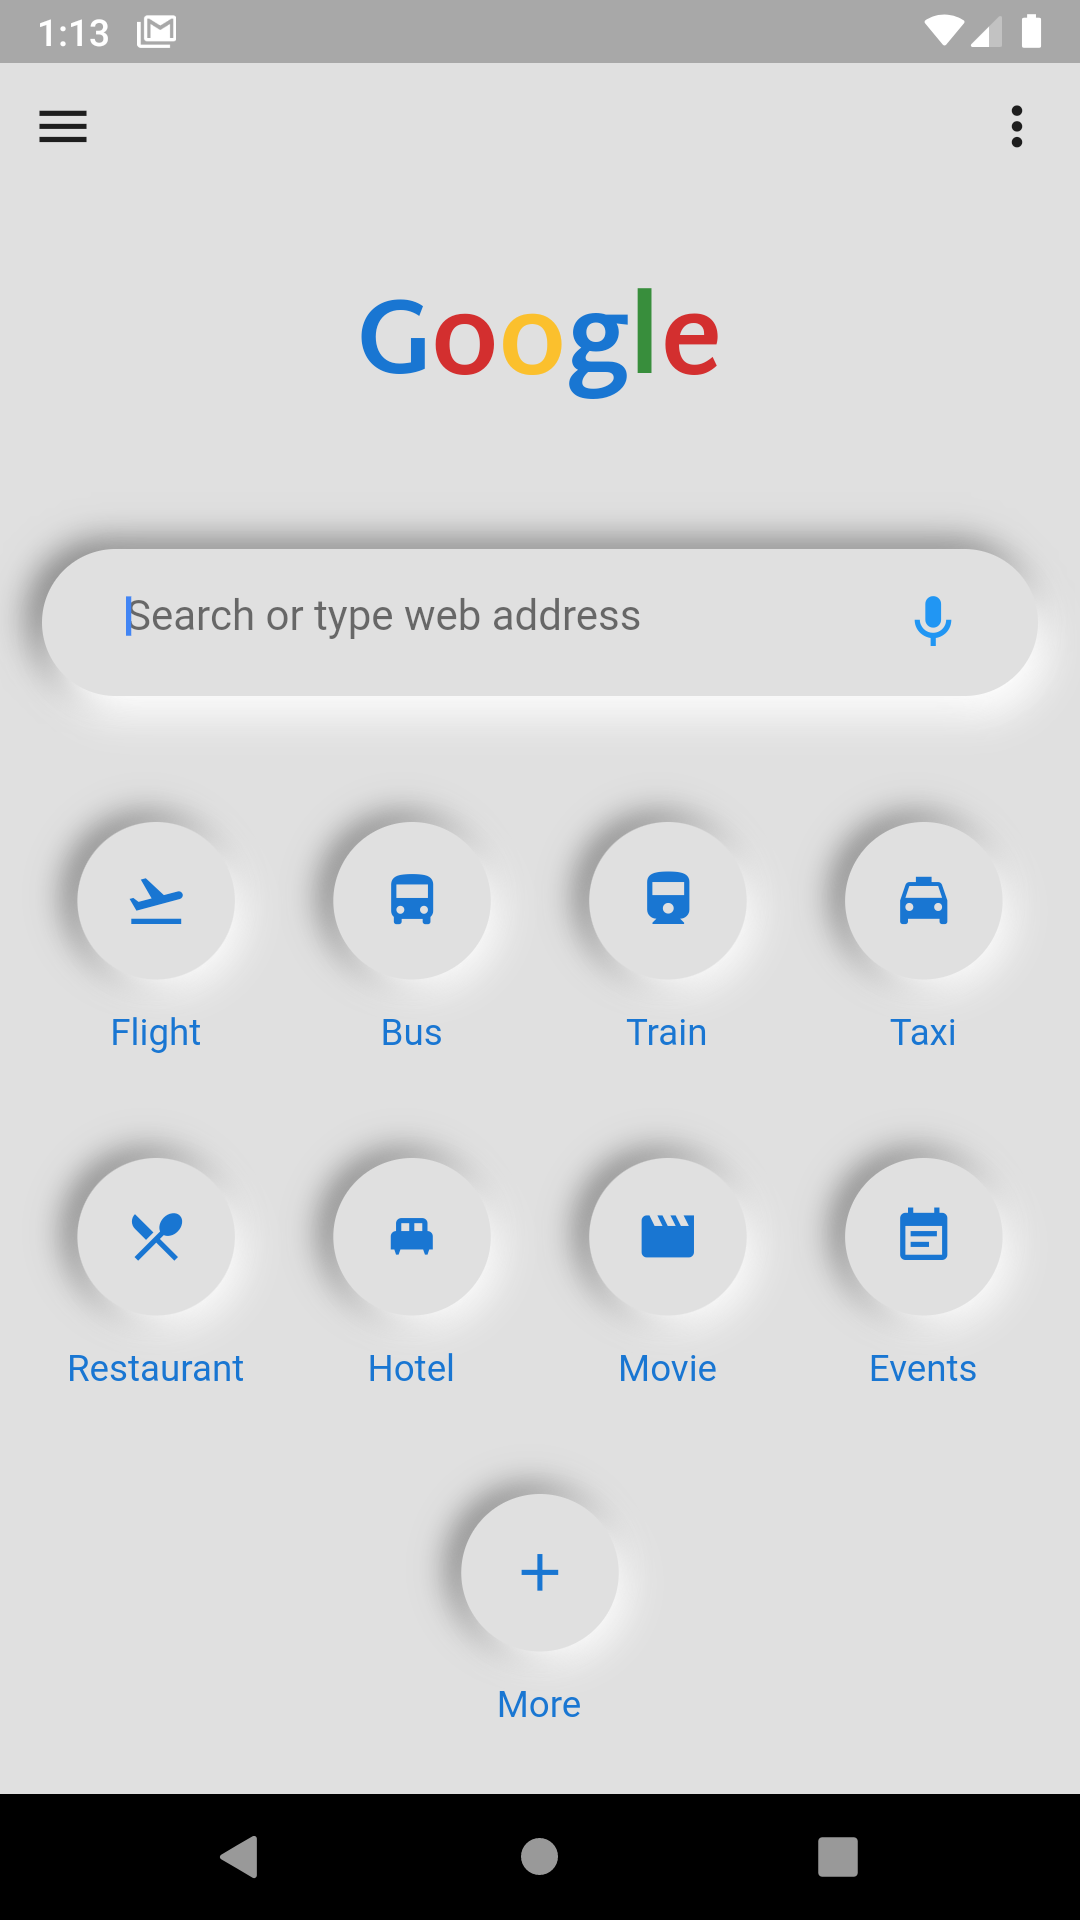 1:13
Google
Search or type web address
Flight Bus Train Taxi
Restaurant Hotel Movie Events
More